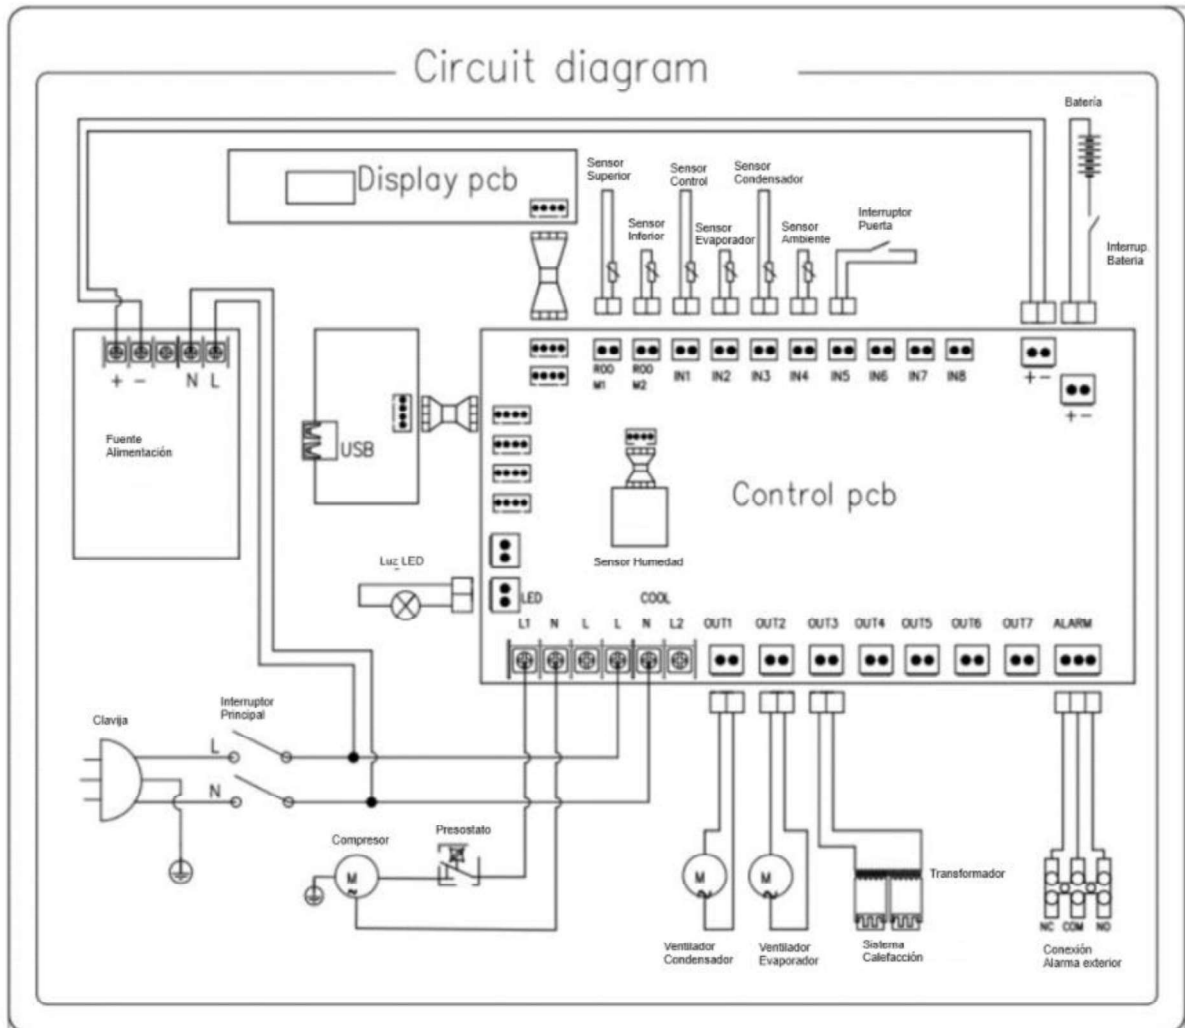 Circuit diagram
Batería
Display pcb
Sensor
Superior
Sensor
Control
Sensor
Condensador
Sensor
Inferior
Sensor
Evaporador
Sensor
Ambiente
Interruptor
Puerta
Interrup.
Batería
+ - N L
Fuente
Alimentación
USB
ROO
M1
ROO
M2
IN1 IN2 IN3 IN4 IN5 IN6 IN7 IN8
+ -
+ -
Control pcb
Sensor Humedad
Luz LED
LED
COOL
L1 N L L N L2 OUT1 OUT2 OUT3 OUT4 OUT5 OUT6 OUT7 ALARM
Clavija
Interruptor
Principal
L
N
Compresor
M
~
Presostato
M
~
M
~
Transformador
Ventilador
Condensador
Ventilador
Evaporador
Sistema
Calefacción
NC COM NO
Conexión
Alarma exterior